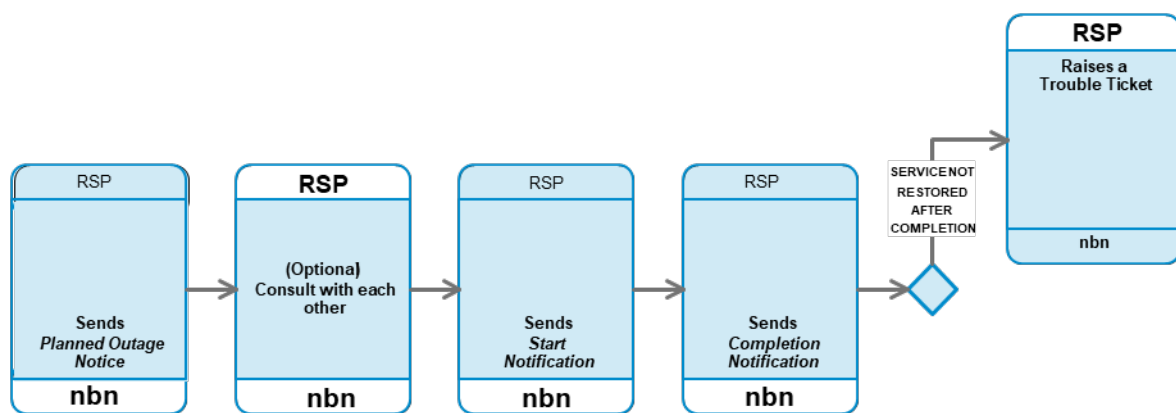 RSP
Sends
Planned Outage
Notice
nbn
RSP
(Optional)
Consult with each
other
nbn
RSP
Sends
Start
Notification
nbn
RSP
Sends
Completion
Notification
nbn
SERVICE NOT
RESTORED
AFTER
COMPLETION
RSP
Raises a
Trouble Ticket
nbn